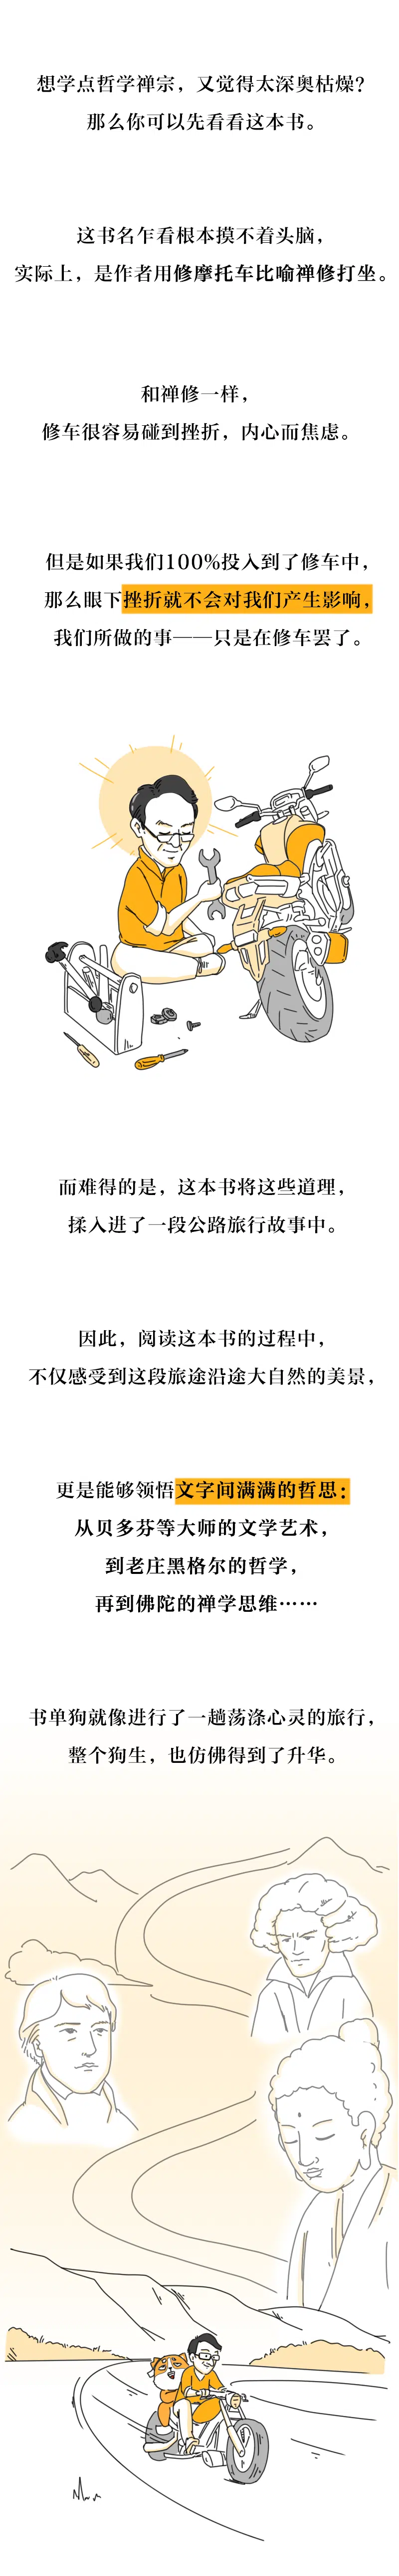 想学点哲学禅宗，又觉得太深奥枯燥？
那么你可以先看看这本书。
这书名乍看根本摸不着头脑，
实际上，是作者用修摩托车比喻禅修打坐。
和禅修一样，
修车很容易碰到挫折，内心而焦虑。
但是如果我们100%投入到了修车中，
那么眼下挫折就不会对我们产生影响，
我们所做的事——只是在修车罢了。
而难得的是，这本书将这些道理，
揉入进了一段公路旅行故事中。
因此，阅读这本书的过程中，
不仅感受到这段旅途沿途大自然的美景，
更是能够领悟文字间满满的哲思：
从贝多芬等大师的文学艺术，
到老庄黑格尔的哲学，
再到佛陀的禅学思维……
书单狗就像进行了一趟荡涤心灵的旅行，
整个狗生，也仿佛得到了升华。